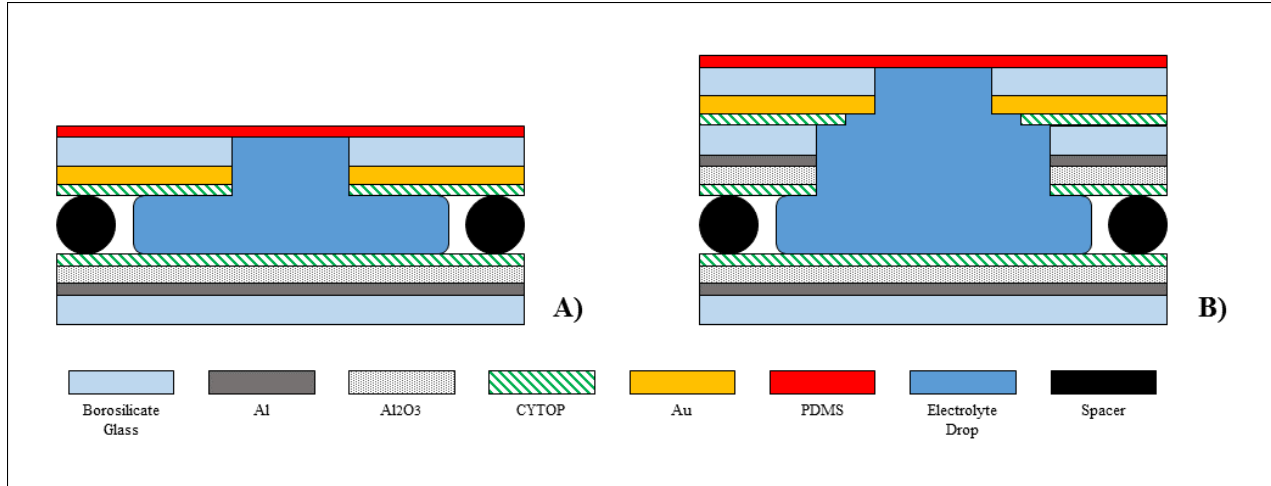 A)
B)
Borosilicate
Glass
Al
Al2O3
CYTOP
Au
PDMS
Electrolyte
Drop
Spacer